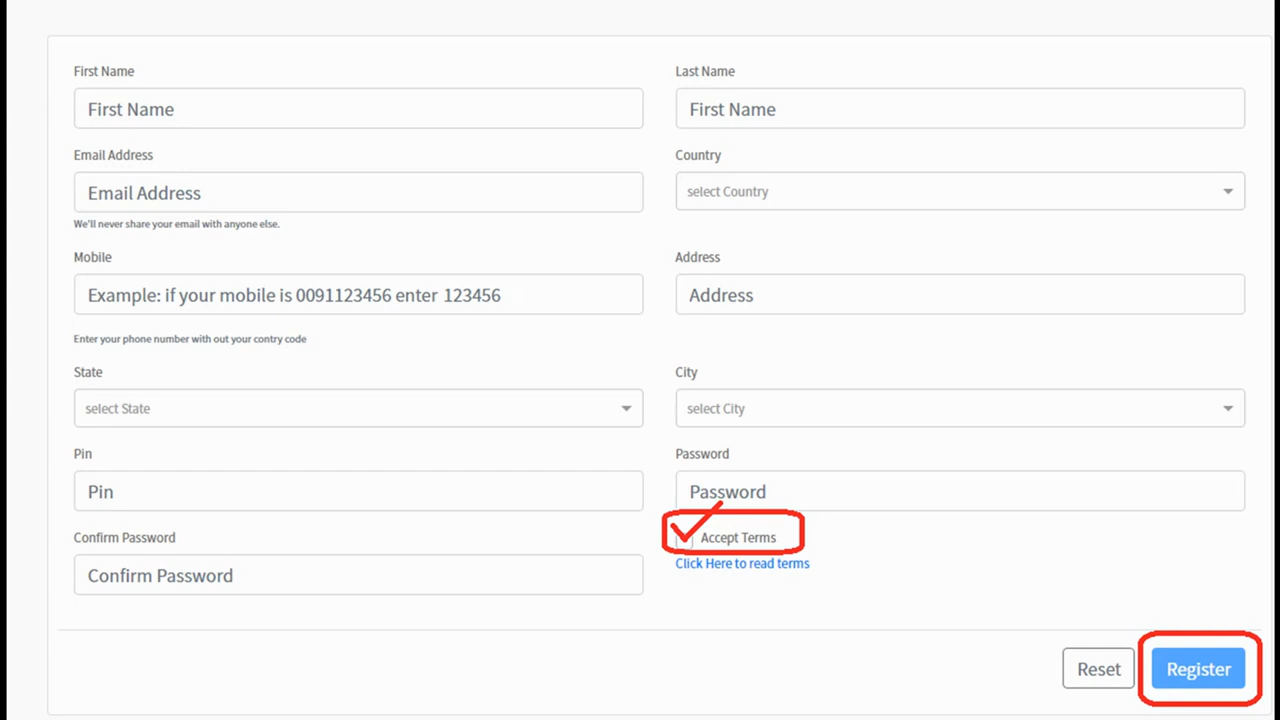 First Name
Last Name
First Name
First Name
Email Address
Country
Email Address
select Country
We'll never share your email with anyone else.
Mobile
Address
Example: if your mobile is 0091123456 enter 123456
Address
Enter your phone number with out your contry code
State
City
select State
select City
Pin
Password
Pin
Password
Confirm Password
Accept Terms
Confirm Password
Click Here to read terms
Reset
Register